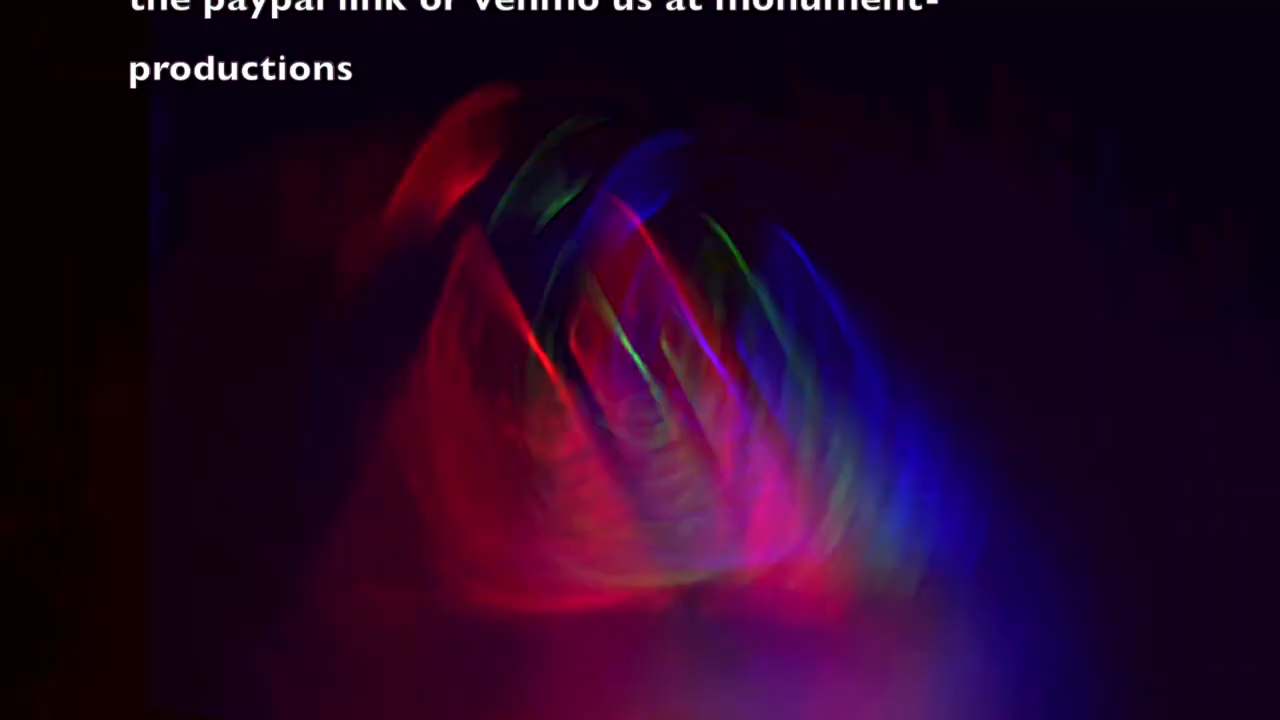 the paypal link or venmo us at monument-
productions